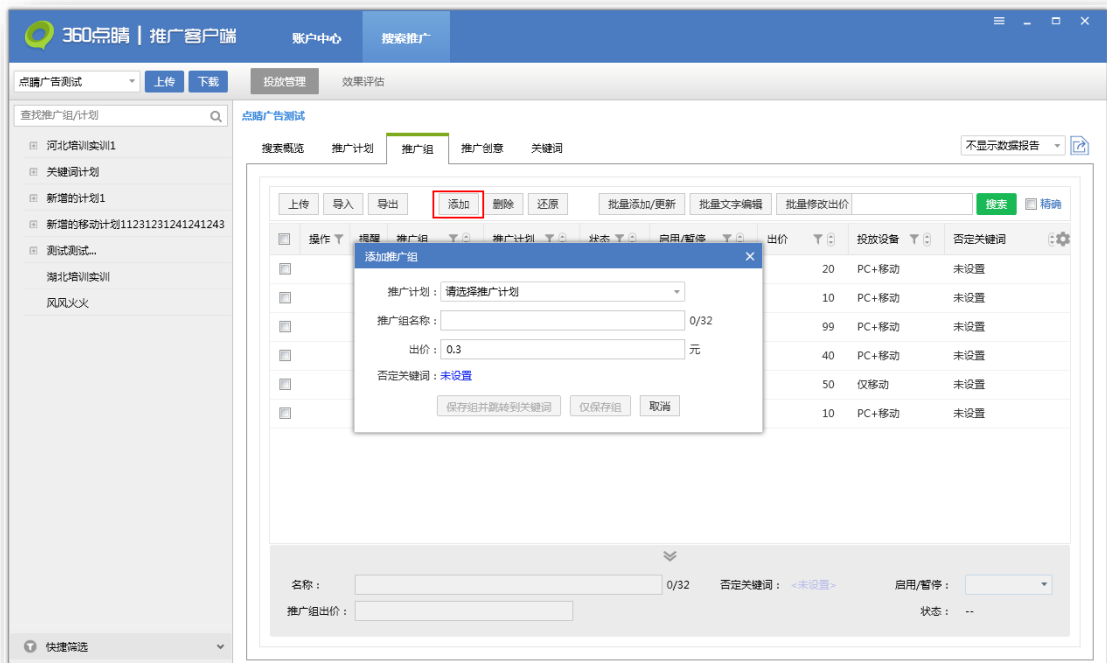 360点睛 | 推广客户端 账户中心 搜索推广
点睛广告测试 上传 下载 投放管理 效果评估
查找推广组/计划
河北培训实训1
关键词计划
新增的计划1
新增的移动计划11231231241241243
测试测试...
湖北培训实训
风风火火
快捷筛选
点睛广告测试
搜索概览 推广计划 推广组 推广创意 关键词 不显示数据报告
上传 导入 导出 添加 删除 还原 批量添加/更新 批量文字编辑 批量修改出价 搜索 精确
操作 提醒 推广组 推广计划 状态 启用/暂停 出价 投放设备 否定关键词
20 PC+移动 未设置
10 PC+移动 未设置
99 PC+移动 未设置
40 PC+移动 未设置
50 仅移动 未设置
10 PC+移动 未设置
添加推广组
推广计划： 请选择推广计划
推广组名称： 0/32
出价： 0.3 元
否定关键词：未设置
保存组并跳转到关键词 仅保存组 取消
名称： 0/32 否定关键词： <未设置> 启用/暂停：
推广组出价： 状态： --